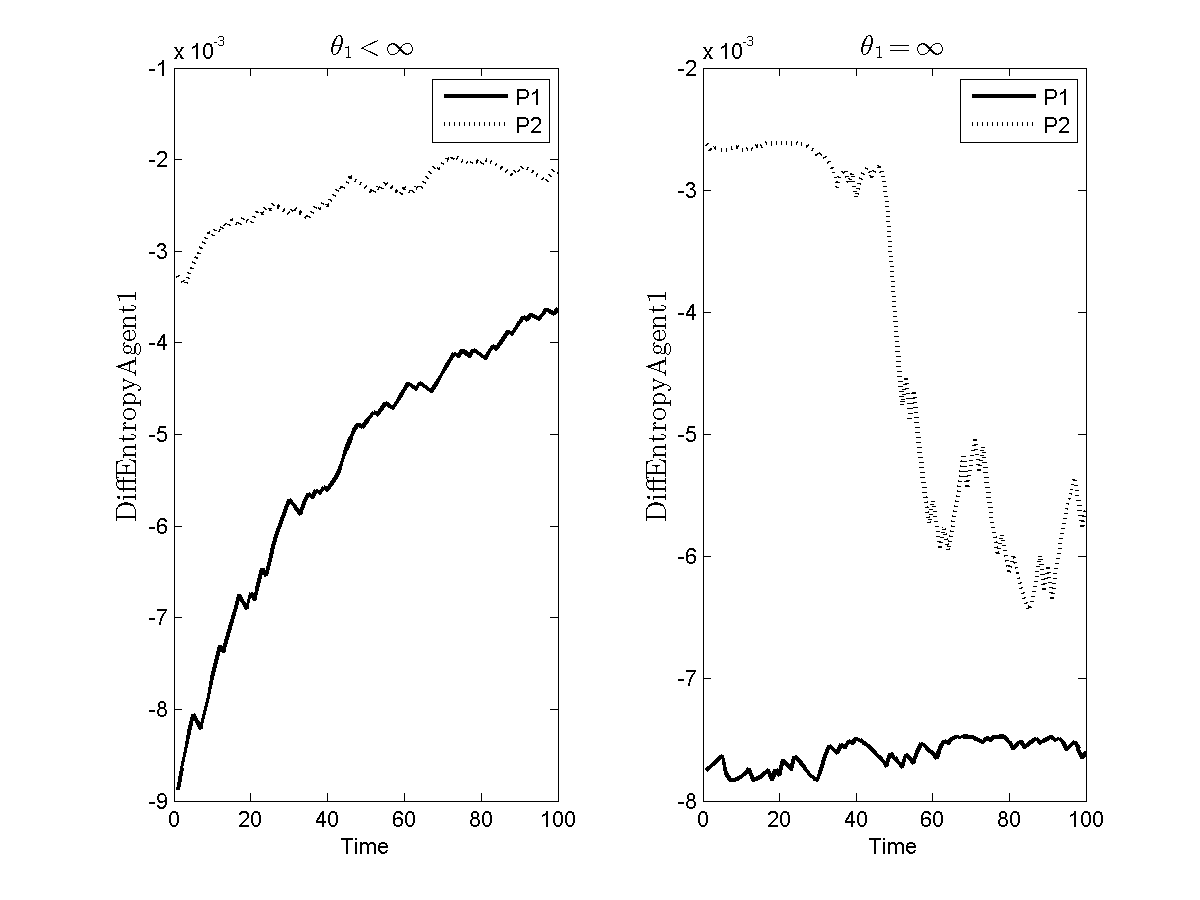 x 10^-3
θ₁ < ∞
-1
-2
-3
-4
-5
-6
-7
-8
-9
DiffEntropyAgent1
P1
P2
0 20 40 60 80 100
Time
x 10^-3
θ₁ = ∞
-2
-3
-4
-5
-6
-7
-8
DiffEntropyAgent1
P1
P2
0 20 40 60 80 100
Time